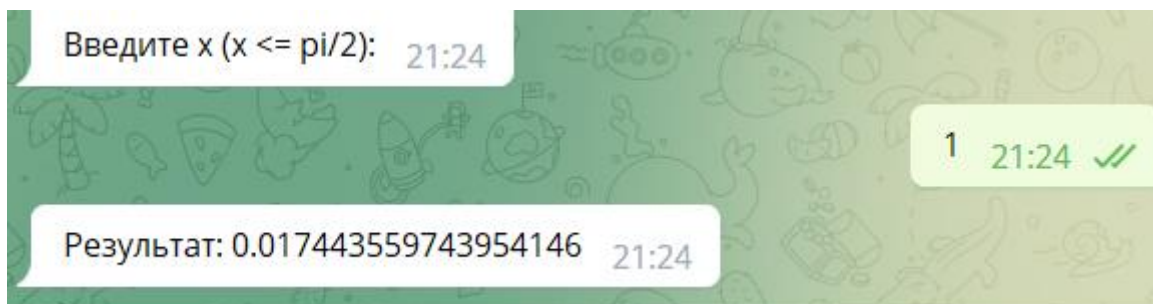 Введите x (x <= pi/2): 21:24
1 21:24
Результат: 0.017443559743954146 21:24